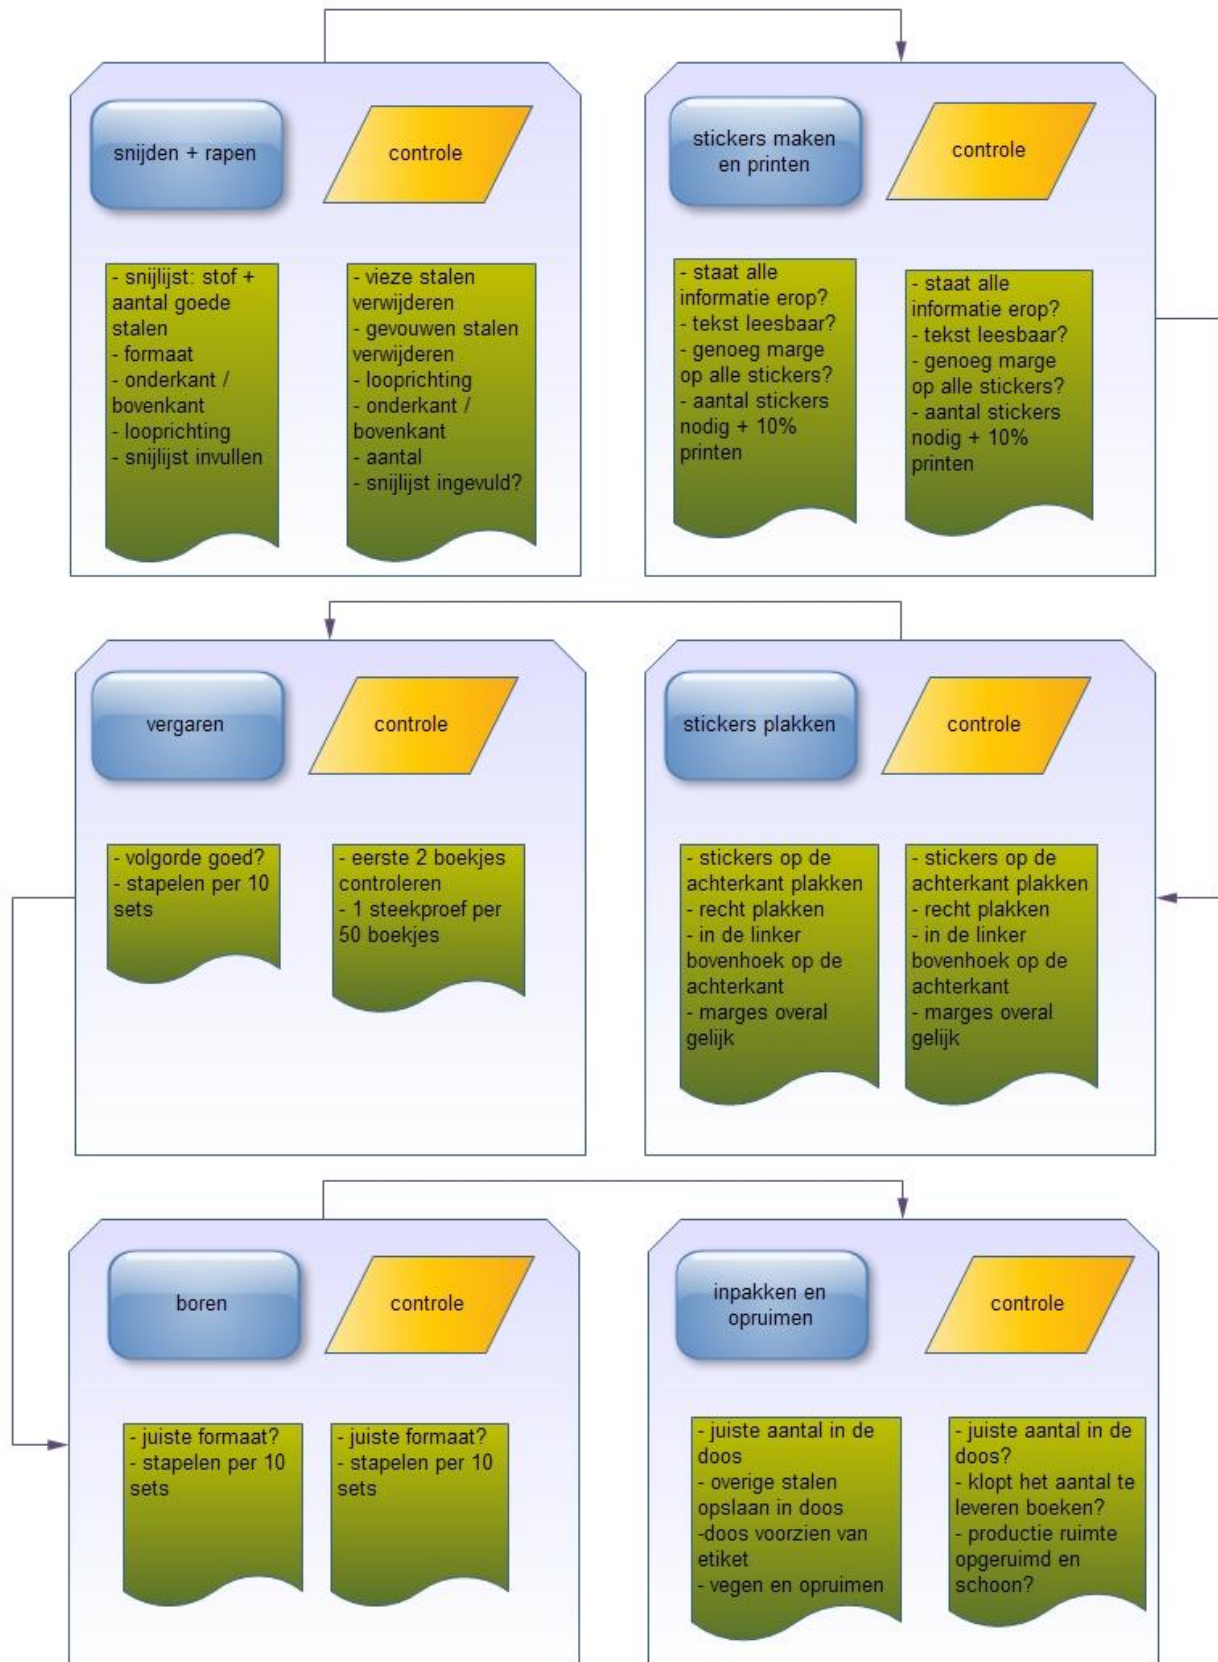 snijden + rapen
controle
- snijlijst: stof +
aantal goede
stalen
- formaat
- onderkant /
bovenkant
- looprichting
- snijlijst invullen
- vieze stalen
verwijderen
- gevouwen stalen
verwijderen
- looprichting
- onderkant /
bovenkant
- aantal
- snijlijst ingevuld?
stickers maken
en printen
controle
- staat alle
informatie erop?
- tekst leesbaar?
- genoeg marge
op alle stickers?
- aantal stickers
nodig + 10%
printen
- staat alle
informatie erop?
- tekst leesbaar?
- genoeg marge
op alle stickers?
- aantal stickers
nodig + 10%
printen
vergaren
controle
- volgorde goed?
- stapelen per 10
sets
- eerste 2 boekjes
controleren
- 1 steekproef per
50 boekjes
stickers plakken
controle
- stickers op de
achterkant plakken
- recht plakken
- in de linker
bovenhoek op de
achterkant
- marges overal
gelijk
- stickers op de
achterkant plakken
- recht plakken
- in de linker
bovenhoek op de
achterkant
- marges overal
gelijk
boren
controle
- juiste formaat?
- stapelen per 10
sets
- juiste formaat?
- stapelen per 10
sets
inpakken en
opruimen
controle
- juiste aantal in de
doos
- overige stalen
opslaan in doos
-doos voorzien van
etiket
- vegen en opruimen
- juiste aantal in de
doos?
- klopt het aantal te
leveren boeken?
- productie ruimte
opgeruimd en
schoon?